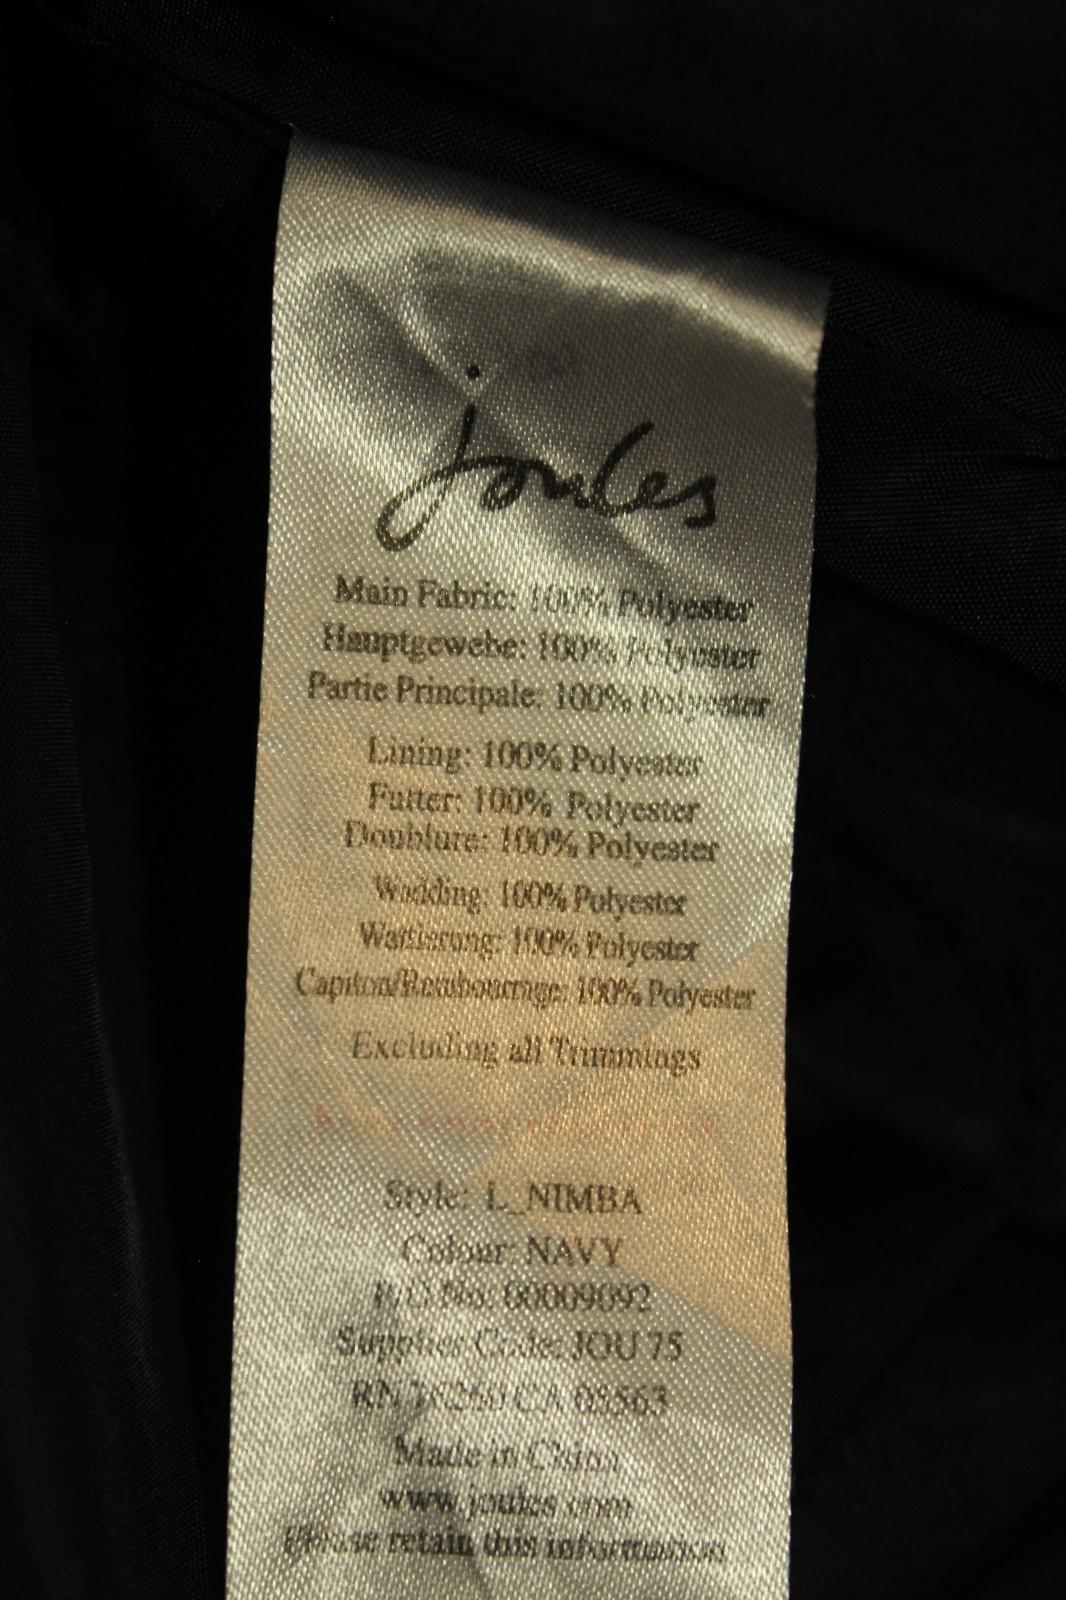 joules
Main Fabric: 100% Polyester
Hauptgewebe: 100% Polyester
Partie Principale: 100% Polyester
Lining: 100% Polyester
Futter: 100% Polyester
Doublure: 100% Polyester
Wadding: 100% Polyester
Wattierung: 100% Polyester
Capiton/Rembourrage: 100% Polyester
Excluding all Trimmings
Style: L_NIMBA
Colour: NAVY
P/O No: 00009092
Supplier Code: JOU 75
RN CA 05563
Made in China
www.joules.com
Please retain this information